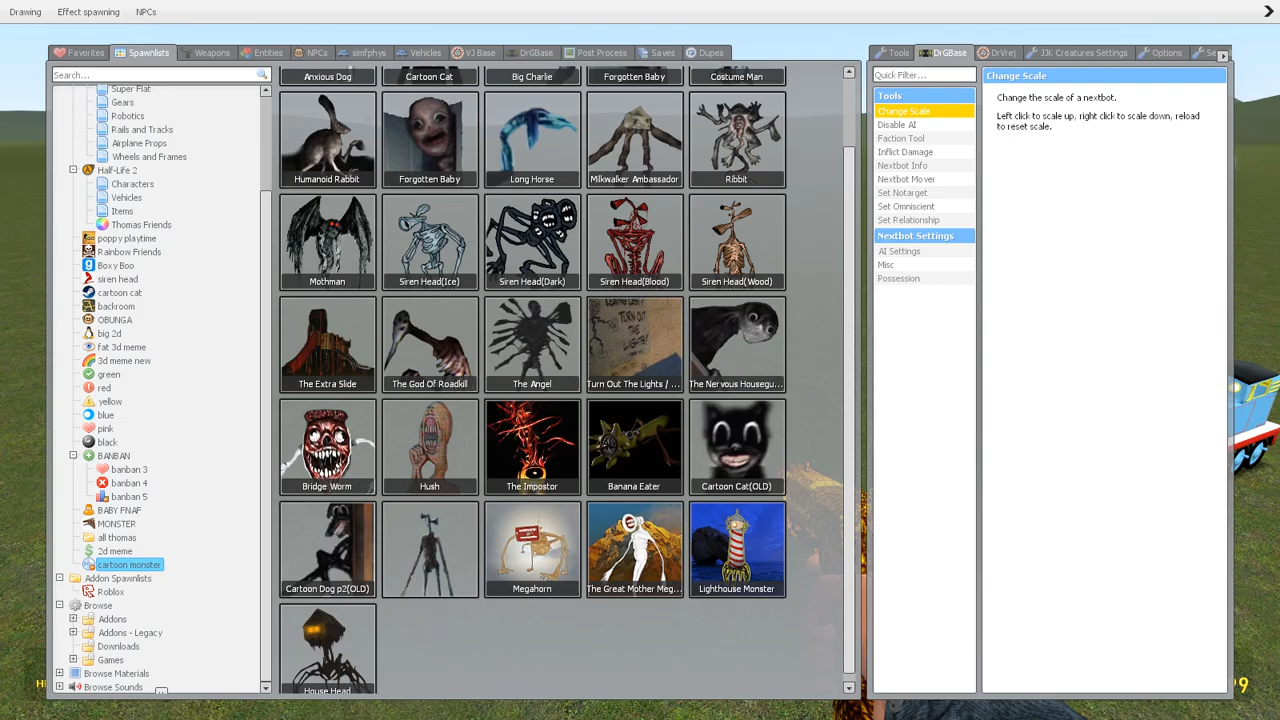 Drawing Effect spawning NPCs
Favorites Spawnlists Weapons Entities NPCs simfphys Vehicles VJ Base DrGBase Post Process Saves Dupes
Tools DrGBase DrVrej JJK Creatures Settings Options Se
Search...
Super Flat
Gears
Robotics
Rails and Tracks
Airplane Props
Wheels and Frames
Half-Life 2
Characters
Vehicles
Items
Thomas Friends
poppy playtime
Rainbow Friends
Boxy Boo
siren head
cartoon cat
backroom
OBUNGA
big 2d
fat 3d meme
3d meme new
green
red
yellow
blue
pink
black
BANBAN
banban 3
banban 4
banban 5
BABY FNAF
MONSTER
all thomas
2d meme
cartoon monster
Addon Spawnlists
Roblox
Browse
Addons
Addons - Legacy
Downloads
Games
Browse Materials
Browse Sounds
Anxious Dog Cartoon Cat Big Charlie Forgotten Baby Costume Man
Humanoid Rabbit Forgotten Baby Long Horse Milkwalker Ambassador Ribbit
Mothman Siren Head(Ice) Siren Head(Dark) Siren Head(Blood) Siren Head(Wood)
TURN OUT
THE
LIGHTS!
The Extra Slide The God Of Roadkill The Angel Turn Out The Lights / ... The Nervous Housegu...
Bridge Worm Hush The Impostor Banana Eater Cartoon Cat(OLD)
Cartoon Dog p2(OLD) Megahorn The Great Mother Meg... Lighthouse Monster
House Head
Quick Filter...
Tools
Change Scale
Disable AI
Faction Tool
Inflict Damage
Nextbot Info
Nextbot Mover
Set Notarget
Set Omniscient
Set Relationship
Nextbot Settings
AI Settings
Misc
Possession
Change Scale
Change the scale of a nextbot.
Left click to scale up, right click to scale down, reload
to reset scale.
H
9